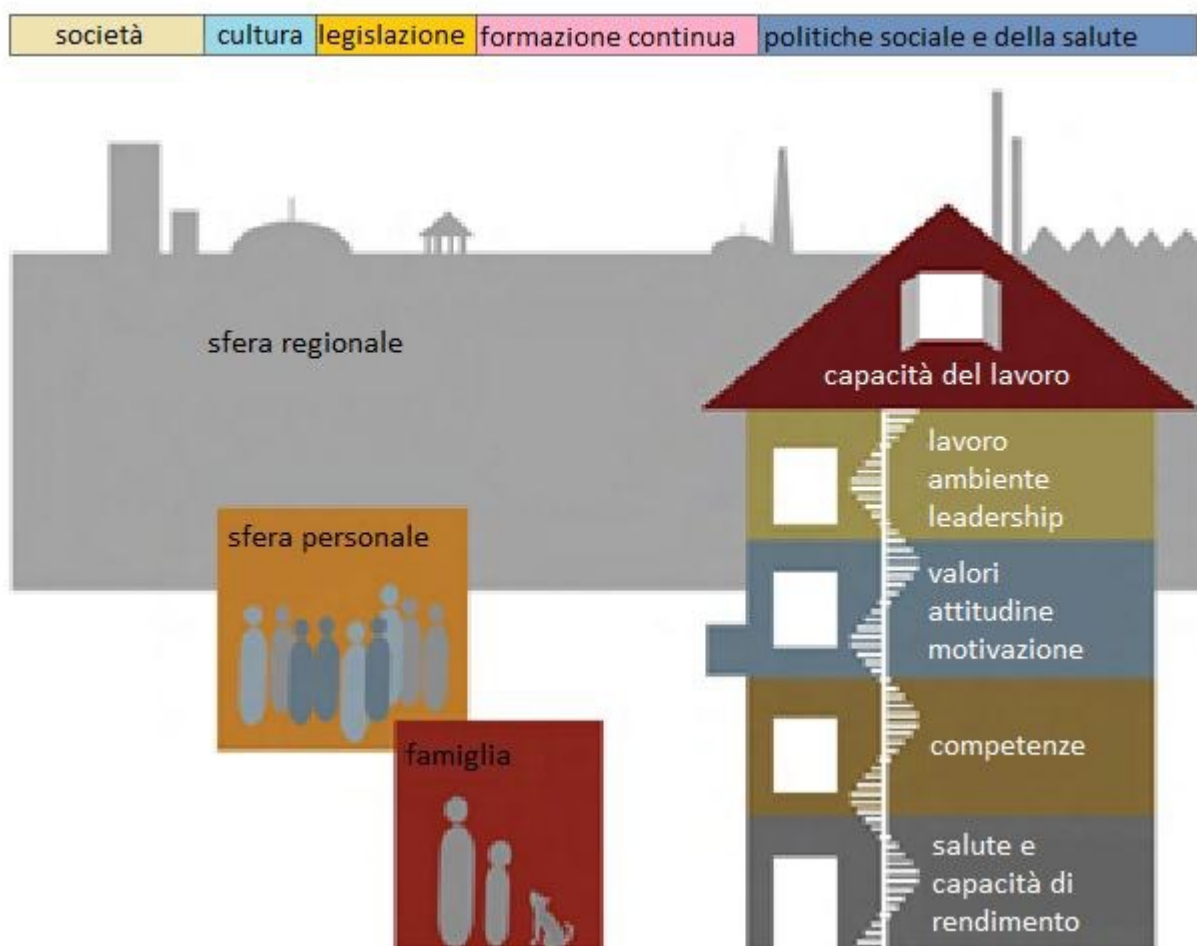 società cultura legislazione formazione continua politiche sociale e della salute
sfera regionale
capacità del lavoro
lavoro
ambiente
leadership
sfera personale
valori
attitudine
motivazione
famiglia
competenze
salute e
capacità di
rendimento